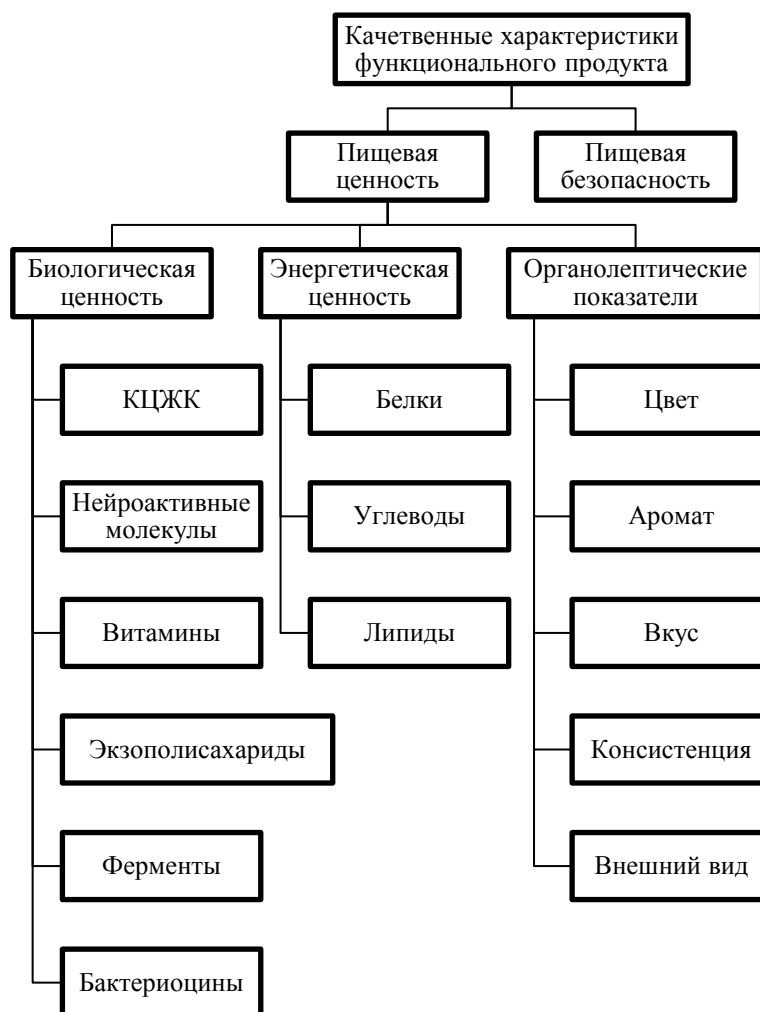 Качетвенные характеристики
функционального продукта
Пищевая
ценность
Пищевая
безопасность
Биологическая
ценность
Энергетическая
ценность
Органолептические
показатели
КЦЖК
Белки
Цвет
Нейроактивные
молекулы
Углеводы
Аромат
Витамины
Липиды
Вкус
Экзополисахариды
Консистенция
Ферменты
Внешний вид
Бактериоцины